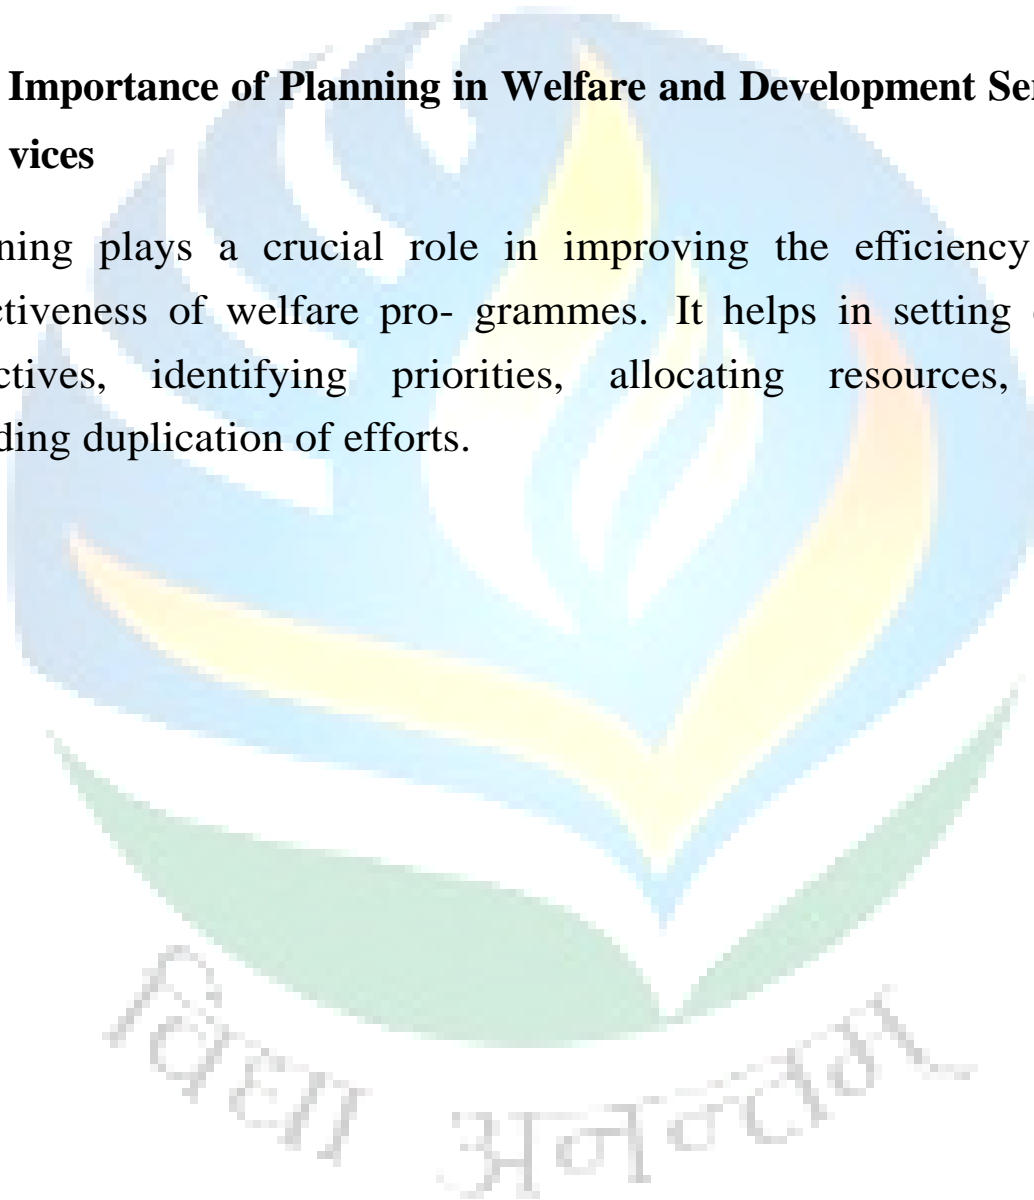 Importance of Planning in Welfare and Development Ser
vices
ning plays a crucial role in improving the efficiency
ctiveness of welfare pro- grammes. It helps in setting
ctives, identifying priorities, allocating resources,
ding duplication of efforts.
विद्या अनन्तम